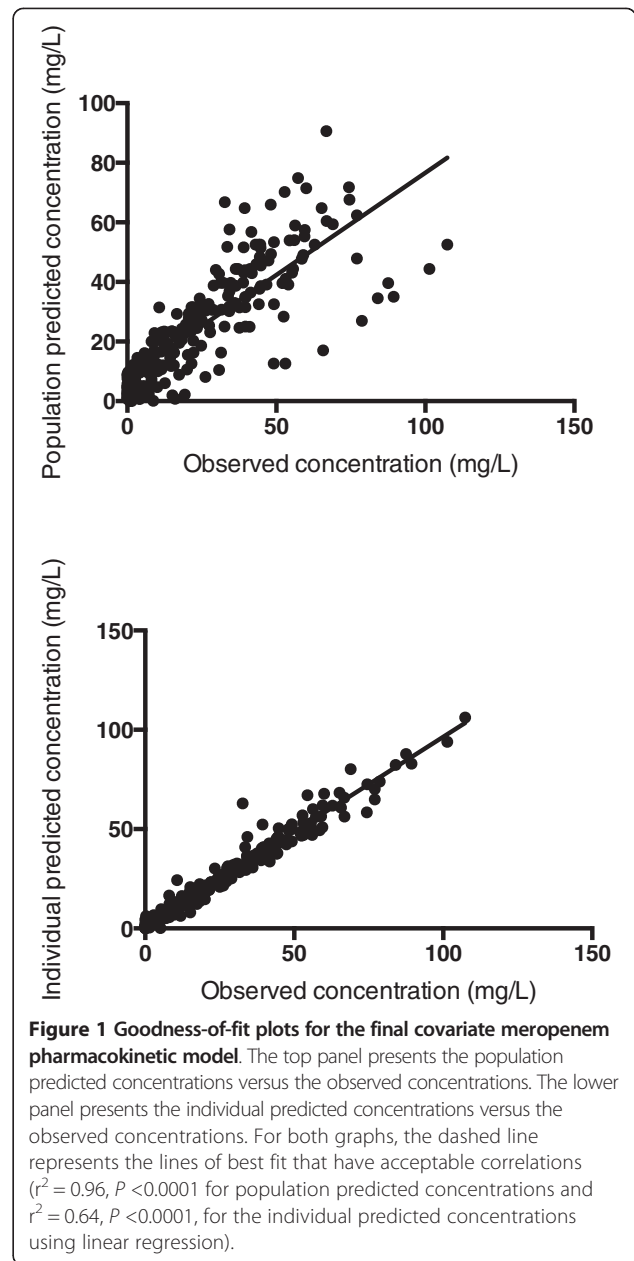 Population predicted concentration (mg/L)
100
80
60
40
20
0
0 50 100 150
Observed concentration (mg/L)
Individual predicted concentration (mg/L)
150
100
50
0
0 50 100 150
Observed concentration (mg/L)
Figure 1 Goodness-of-fit plots for the final covariate meropenem
pharmacokinetic model. The top panel presents the population
predicted concentrations versus the observed concentrations. The lower
panel presents the individual predicted concentrations versus the
observed concentrations. For both graphs, the dashed line
represents the lines of best fit that have acceptable correlations
(r² = 0.96, P <0.0001 for population predicted concentrations and
r² = 0.64, P <0.0001, for the individual predicted concentrations
using linear regression).